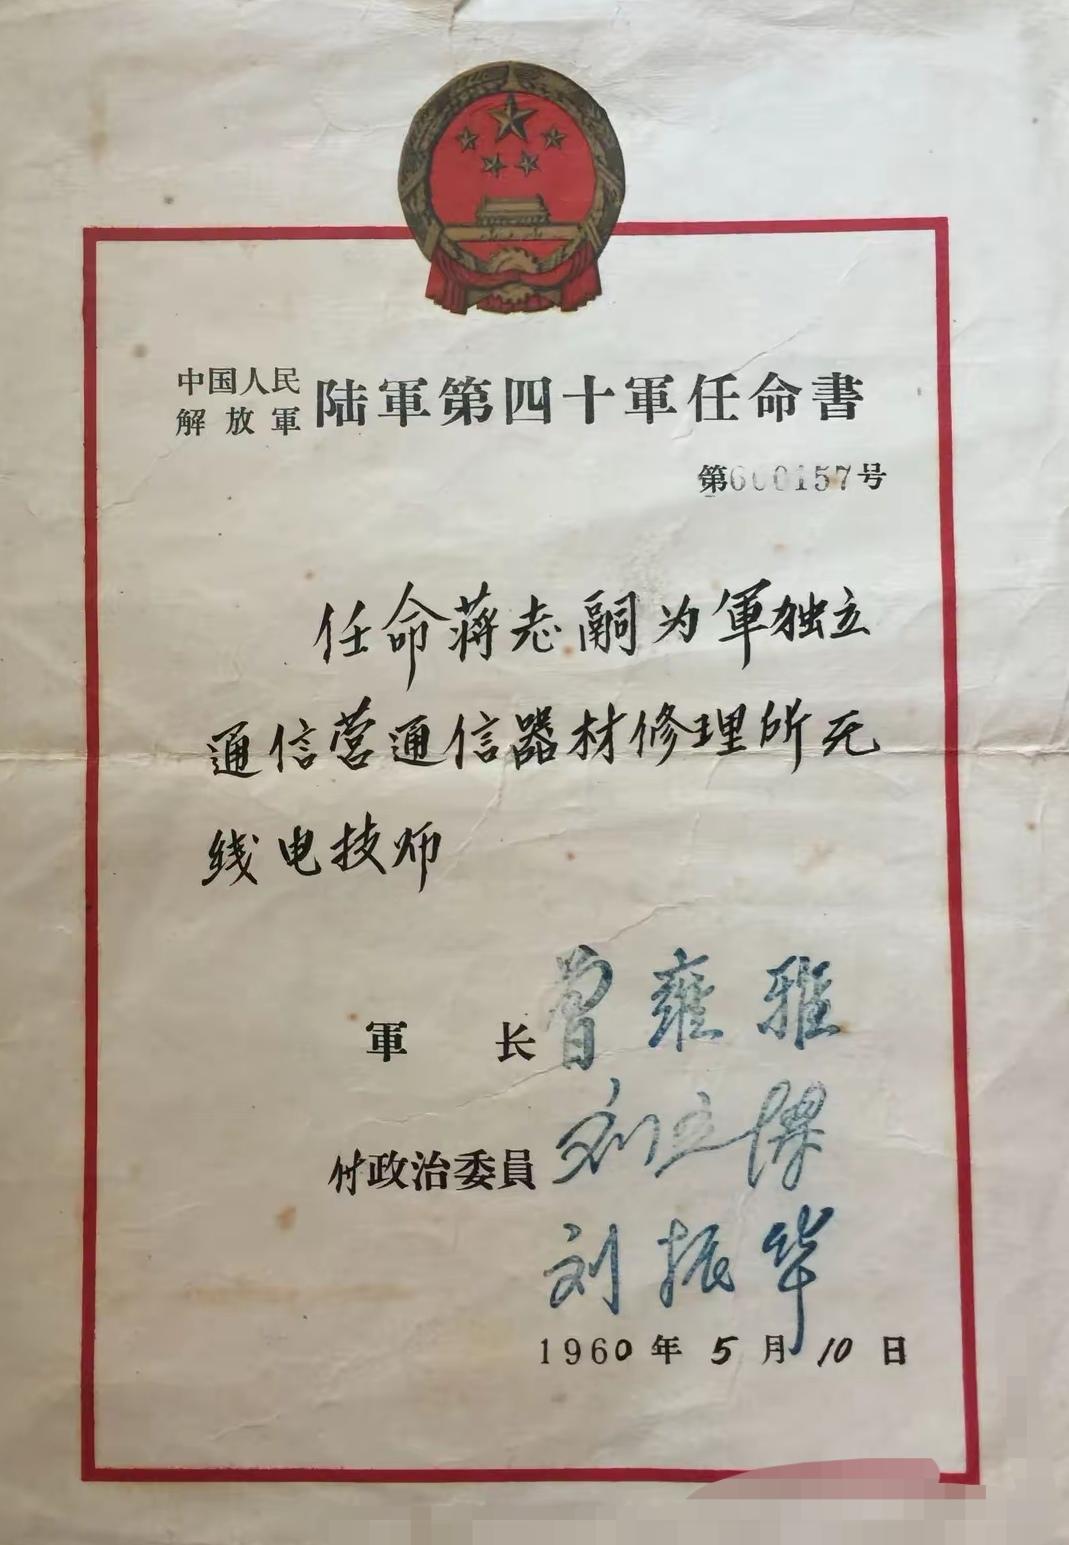 中国人民
解放軍
陆軍第四十軍任命書
第600157号
任命蒋志嗣为軍独立
通信营通信器材修理所无
线电技师
軍长 曾雍雅
付政治委員 刘立
刘振华
1960年5月10日